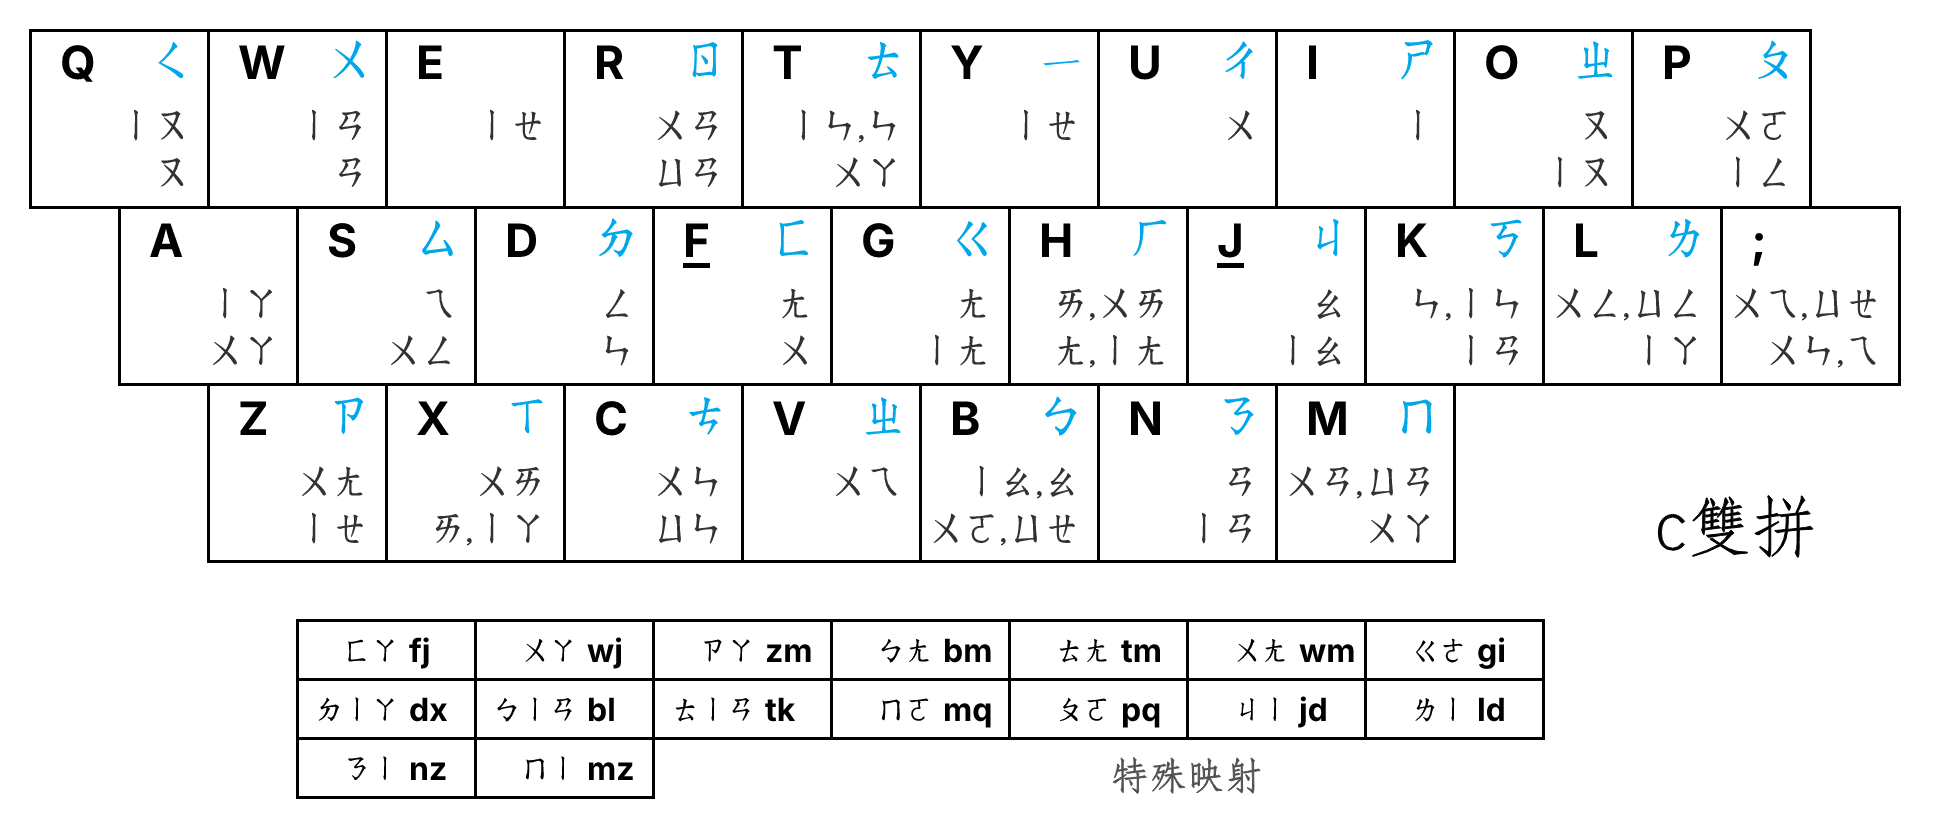 Q ㄑ W ㄨ E R ㄖ T ㄊ Y ㄧ U ㄔ I ㄕ O ㄓ P ㄆ
ㄧㄡ ㄧㄢ ㄧㄝ ㄨㄢ ㄧㄣ,ㄣ ㄧㄝ ㄨ ㄧ ㄡ ㄨㄛ
ㄡ ㄢ ㄩㄢ ㄨㄚ ㄧㄡ ㄧㄥ
A S ㄙ D ㄉ F ㄈ G ㄍ H ㄏ J ㄐ K ㄎ L ㄌ ;
ㄧㄚ ㄟ ㄥ ㄤ ㄤ ㄞ,ㄨㄞ ㄠ ㄣ,ㄧㄣ ㄨㄥ,ㄩㄥ ㄨㄟ,ㄩㄝ
ㄨㄚ ㄨㄥ ㄣ ㄨ ㄧㄤ ㄤ,ㄧㄤ ㄧㄠ ㄧㄢ ㄧㄚ ㄨㄣ,ㄟ
Z ㄗ X ㄒ C ㄘ V ㄓ B ㄅ N ㄋ M ㄇ
ㄨㄤ ㄨㄞ ㄨㄣ ㄨㄟ ㄧㄠ,ㄠ ㄢ ㄨㄢ,ㄩㄢ
ㄧㄝ ㄞ,ㄧㄚ ㄩㄣ ㄨㄛ,ㄩㄝ ㄧㄢ ㄨㄚ
C雙拼
ㄈㄚ fj ㄨㄚ wj ㄗㄚ zm ㄅㄤ bm ㄊㄤ tm ㄨㄤ wm ㄍㄜ gi
ㄉㄧㄚ dx ㄅㄧㄢ bl ㄊㄧㄢ tk ㄇㄛ mq ㄆㄛ pq ㄐㄧ jd ㄌㄧ ld
ㄋㄧ nz ㄇㄧ mz
特殊映射